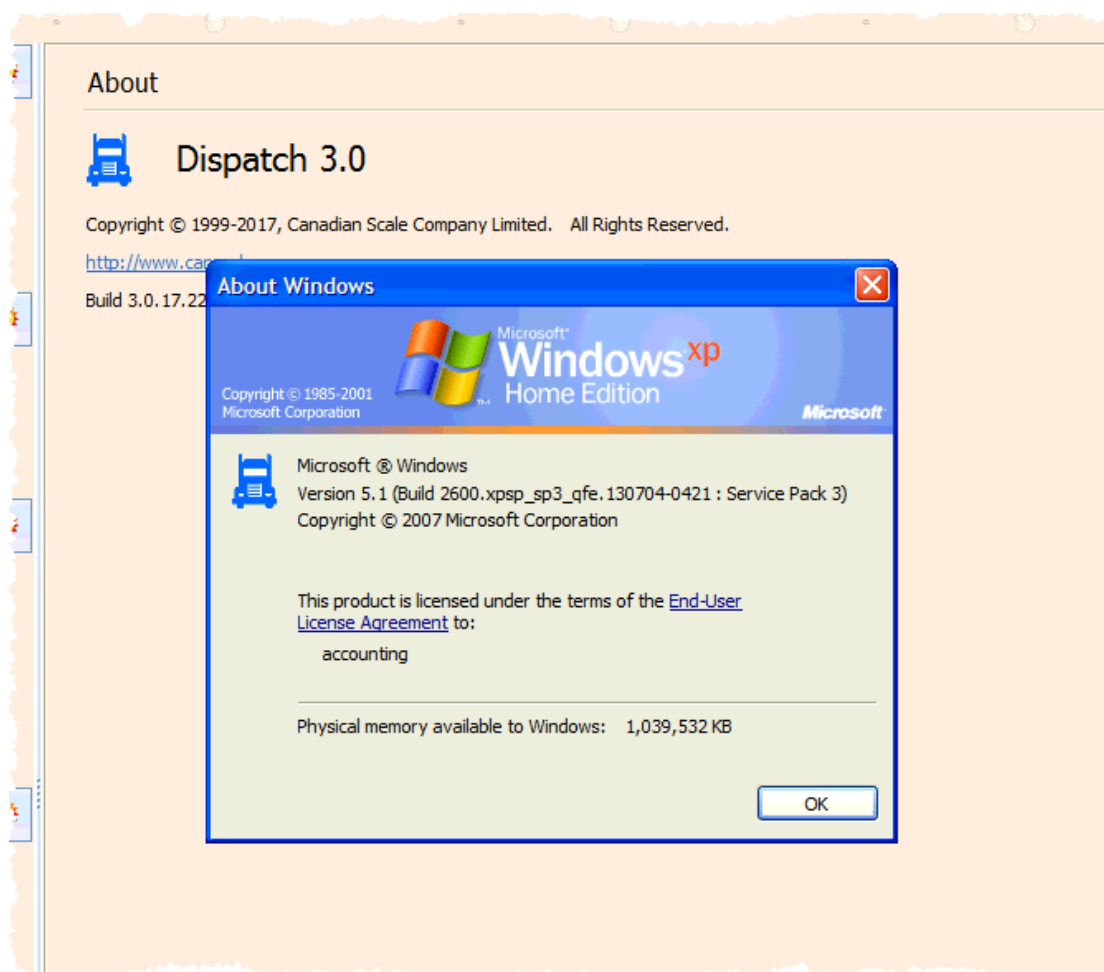 About
Dispatch 3.0
Copyright © 1999-2017, Canadian Scale Company Limited.   All Rights Reserved.
http://www.can
Build 3.0.17.22
About Windows
Microsoft
Windows xp
Home Edition
Copyright © 1985-2001
Microsoft Corporation
Microsoft
Microsoft ® Windows
Version 5.1 (Build 2600.xpsp_sp3_qfe.130704-0421 : Service Pack 3)
Copyright © 2007 Microsoft Corporation
This product is licensed under the terms of the End-User
License Agreement to:
accounting
Physical memory available to Windows:   1,039,532 KB
OK